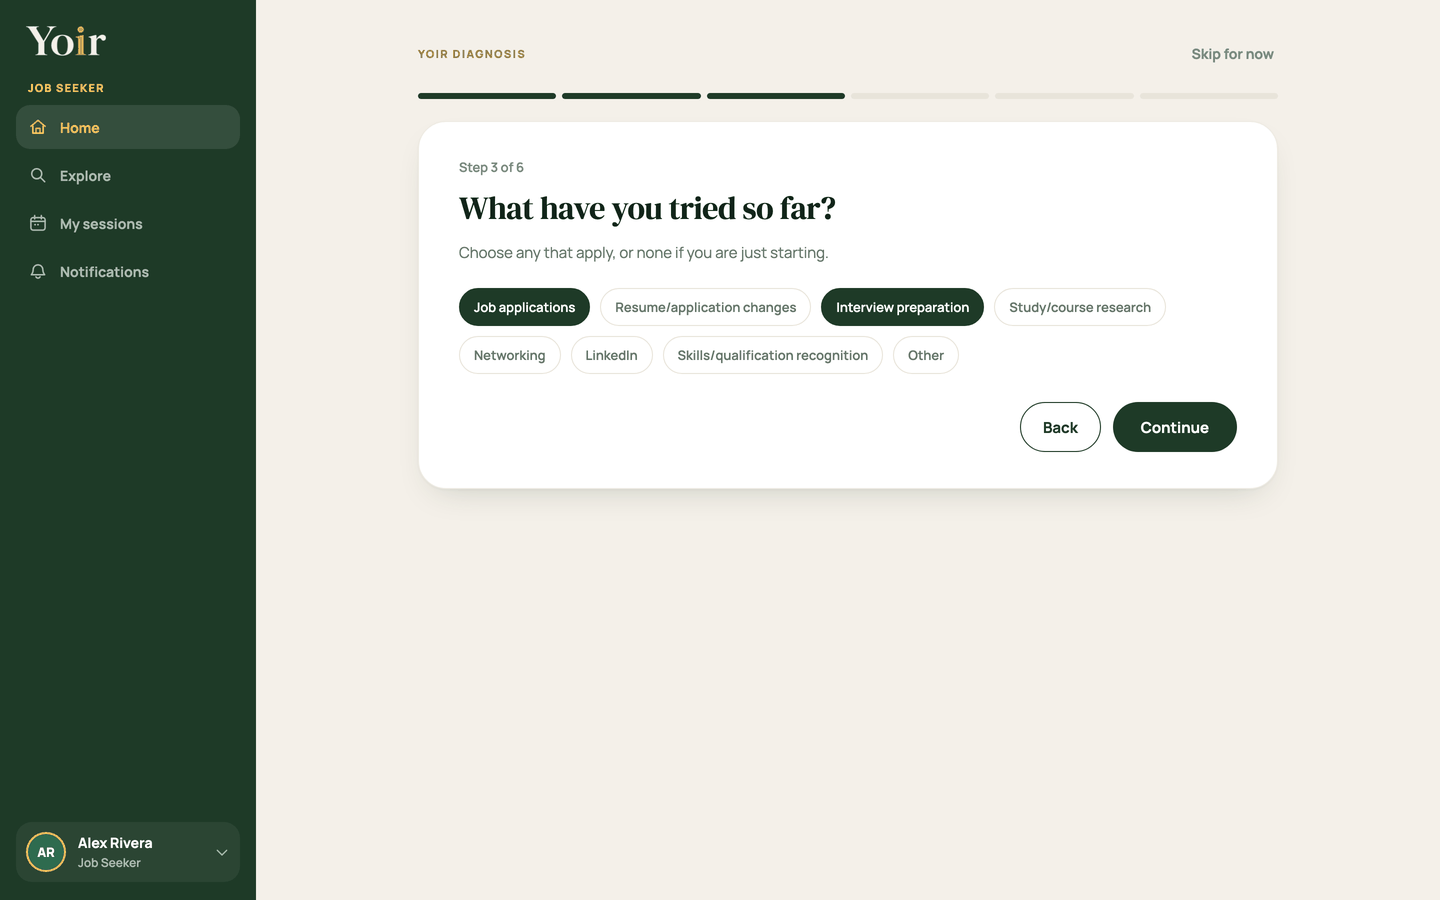 Yoir
JOB SEEKER
Home
Explore
My sessions
Notifications
AR
Alex Rivera
Job Seeker
YOIR DIAGNOSIS
Skip for now
Step 3 of 6
What have you tried so far?
Choose any that apply, or none if you are just starting.
Job applications
Resume/application changes
Interview preparation
Study/course research
Networking
LinkedIn
Skills/qualification recognition
Other
Back
Continue